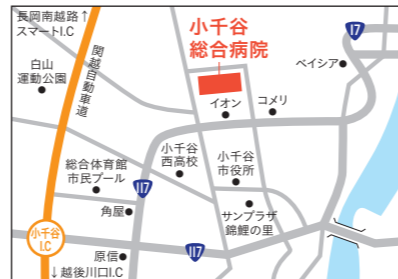 長岡南越路↑
スマートI.C
白山
運動公園
関越自動車道
小千谷
総合病院
17
ベイシア
イオン
コメリ
総合体育館
市民プール
117
小千谷
西高校
小千谷
市役所
角屋
サンプラザ
錦鯉の里
小千谷
I.C
原信
117
↓越後川口I.C